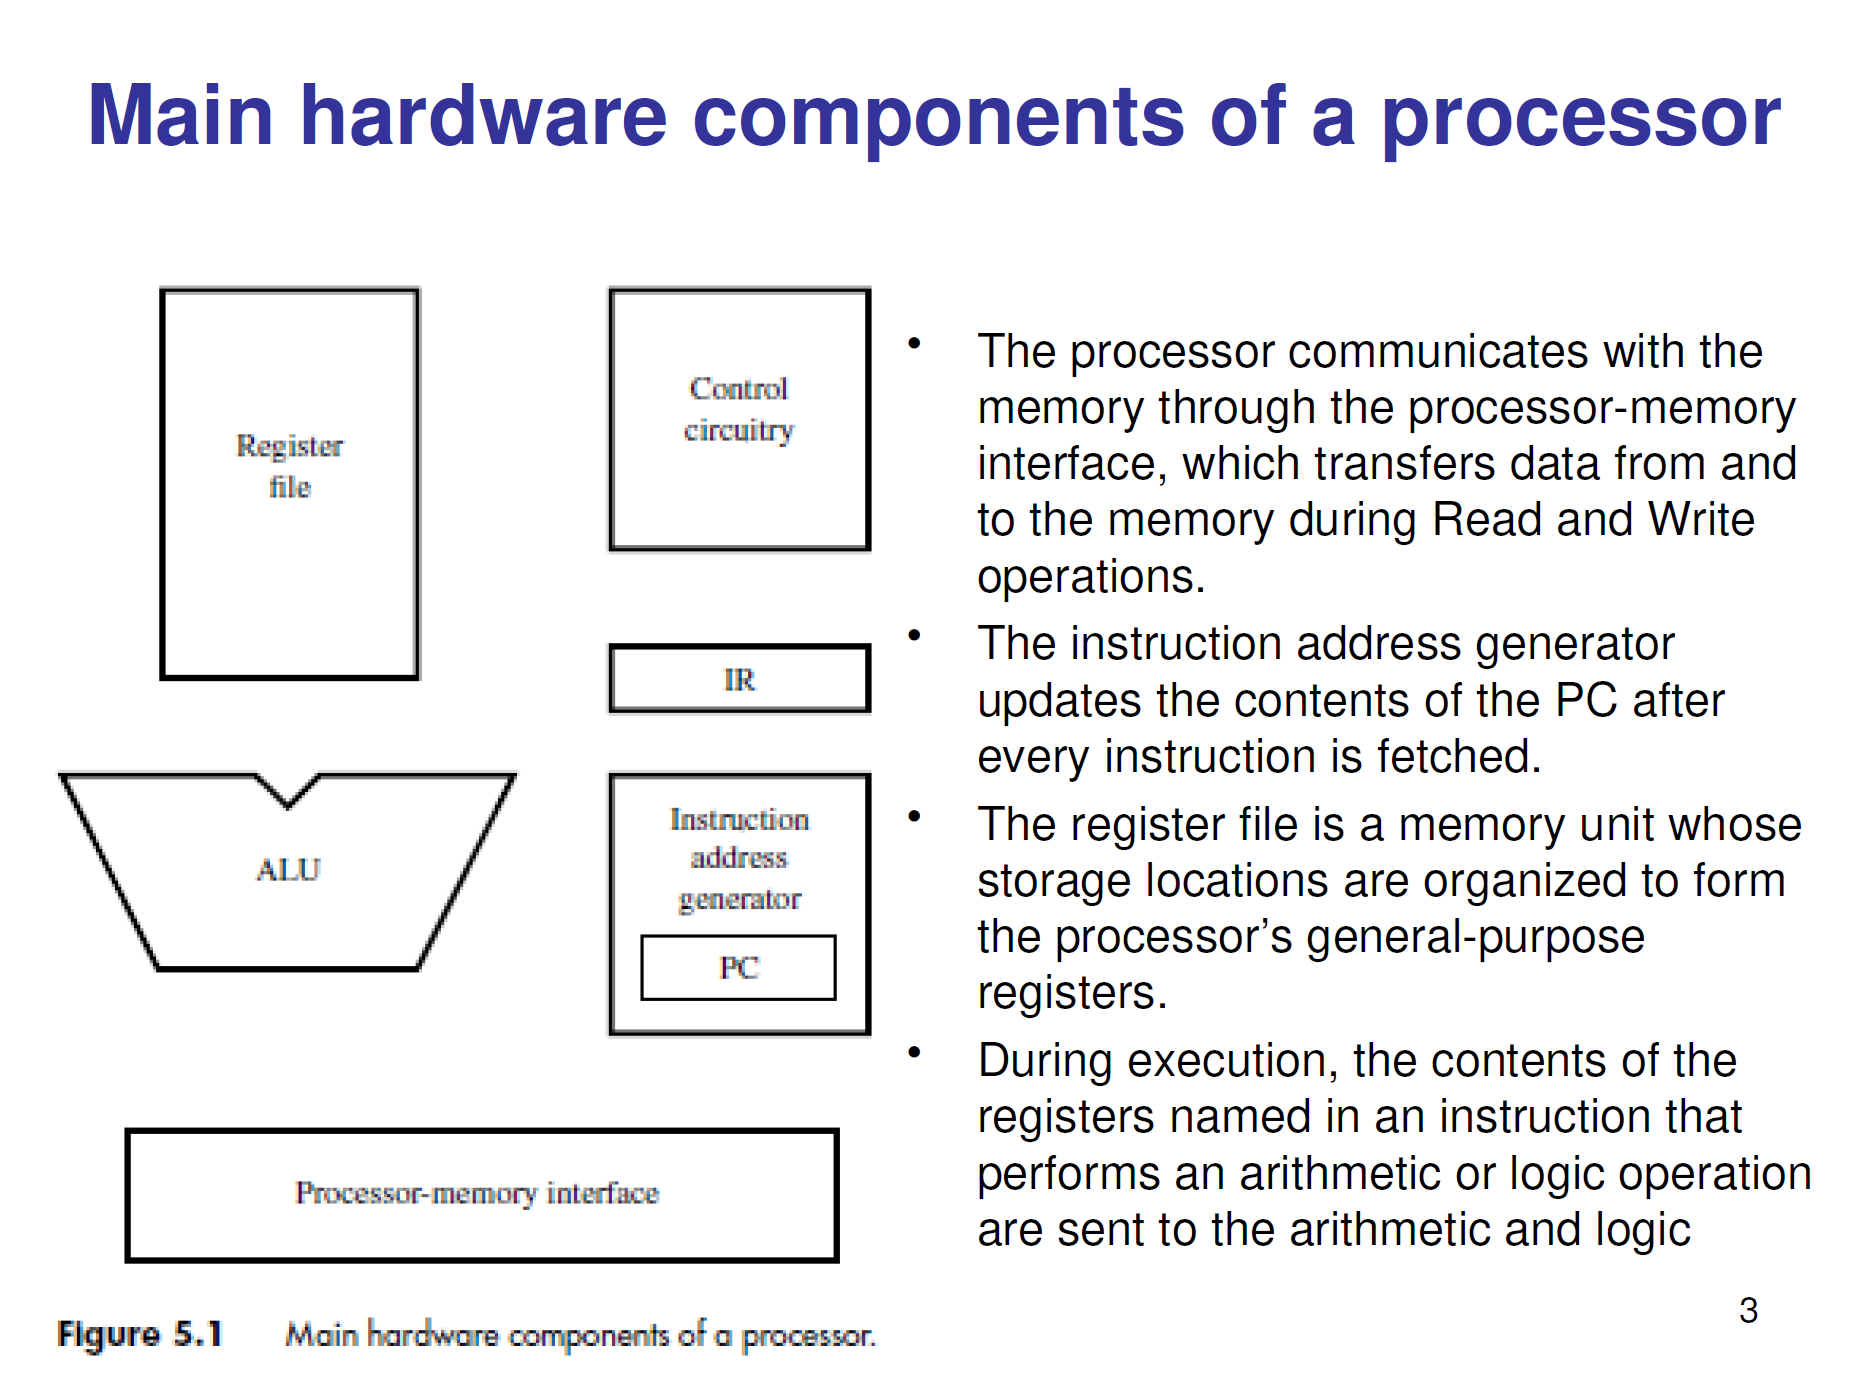 Main hardware components of a processor
Register
file
Control
circuitry
IR
ALU
Instruction
address
generator
PC
Processor-memory interface
Figure 5.1 Main hardware components of a processor.
• The processor communicates with the
memory through the processor-memory
interface, which transfers data from and
to the memory during Read and Write
operations.
• The instruction address generator
updates the contents of the PC after
every instruction is fetched.
• The register file is a memory unit whose
storage locations are organized to form
the processor’s general-purpose
registers.
• During execution, the contents of the
registers named in an instruction that
performs an arithmetic or logic operation
are sent to the arithmetic and logic
3